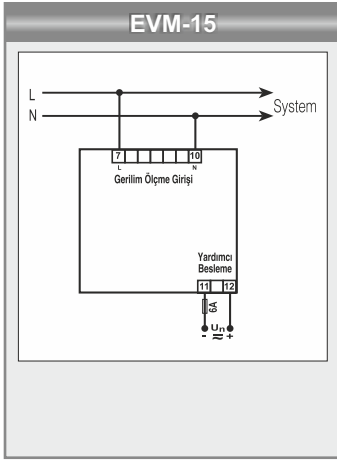 EVM-15
L
N
System
7 10
L N
Gerilim Ölçme Girişi
Yardımcı
Besleme
11 12
6A
Un
- +